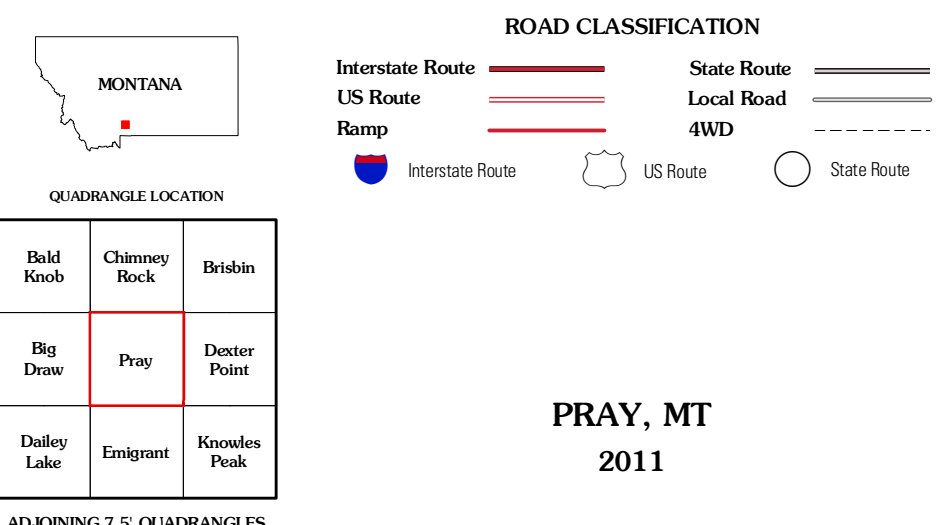 ROAD CLASSIFICATION
Interstate Route
State Route
US Route
Local Road
Ramp
4WD
Interstate Route
US Route
State Route
MONTANA
QUADRANGLE LOCATION
Bald
Knob
Chimney
Rock
Brisbin
Big
Draw
Pray
Dexter
Point
Dailey
Lake
Emigrant
Knowles
Peak
ADJOINING 7.5' QUADRANGLES
PRAY, MT
2011